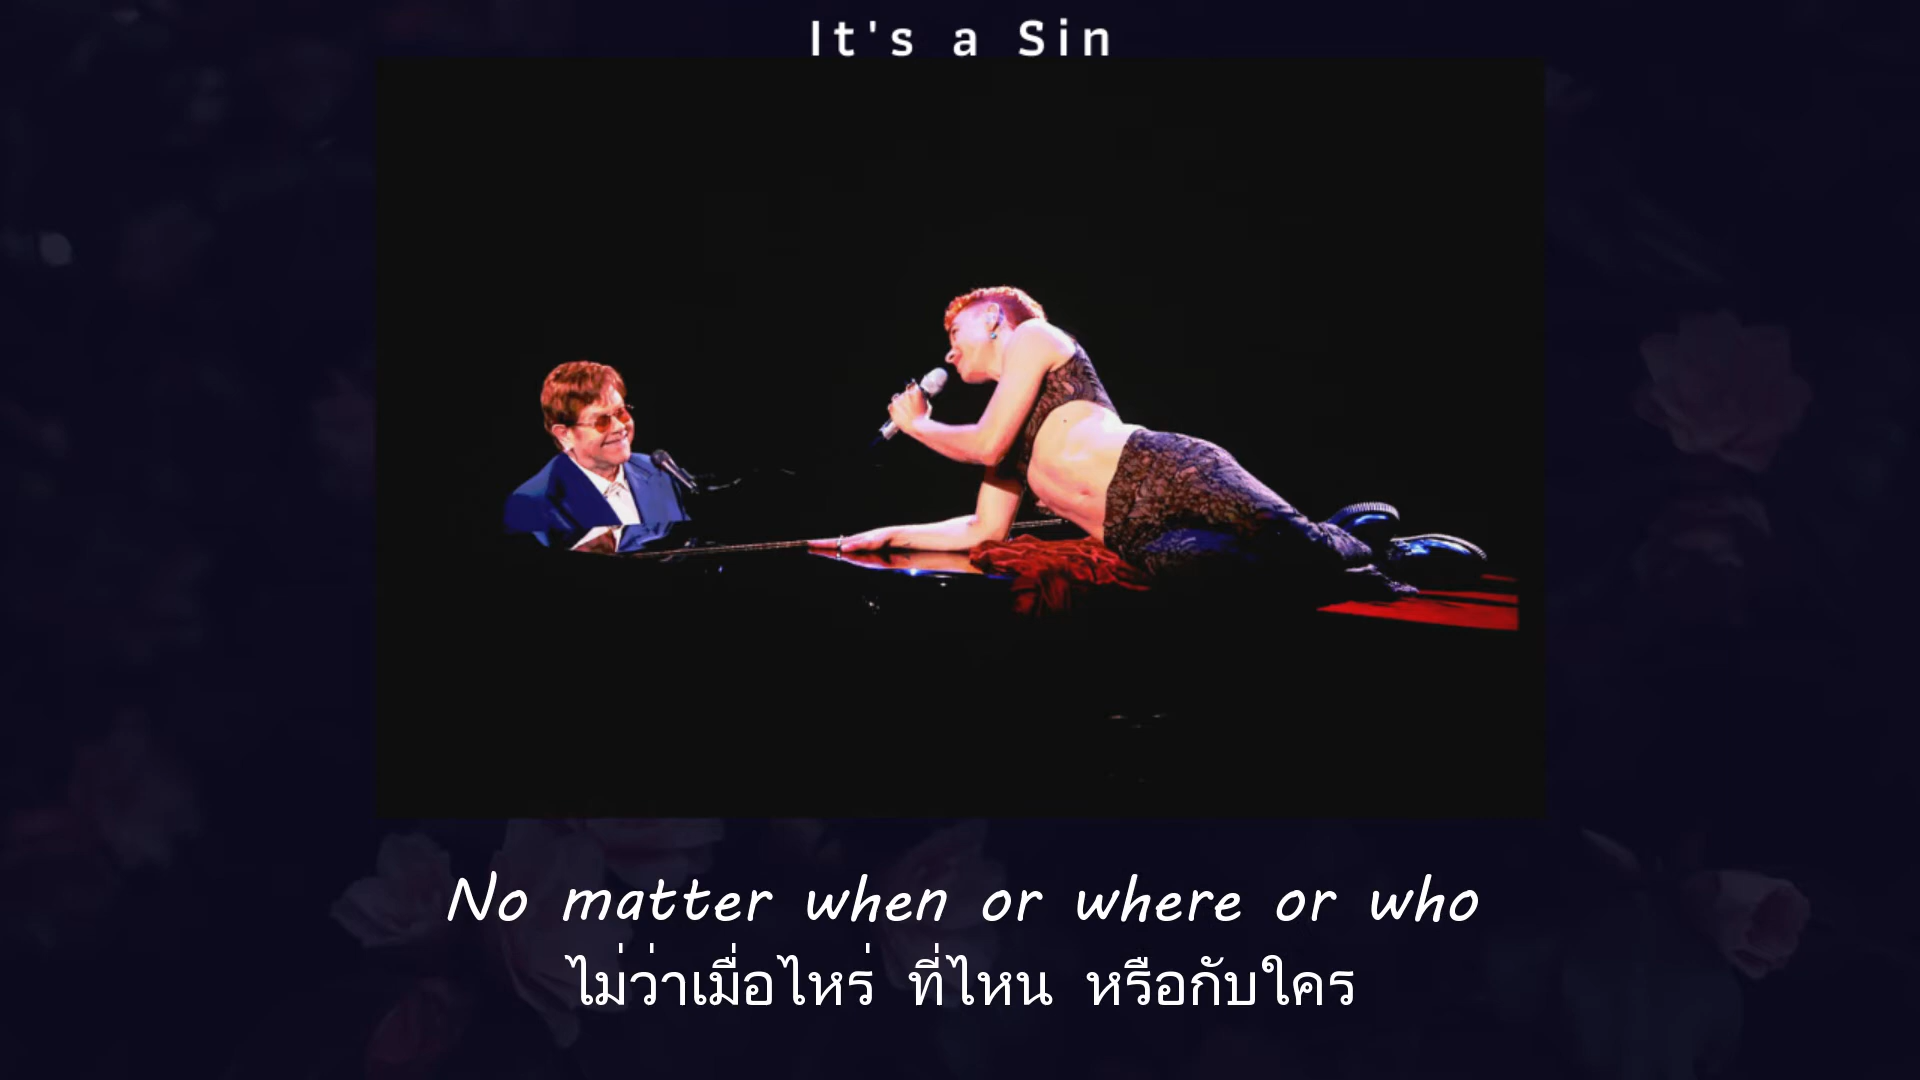 It's a Sin
No matter when or where or who
ไม่ว่าเมื่อไหร่ ที่ไหน หรือกับใคร